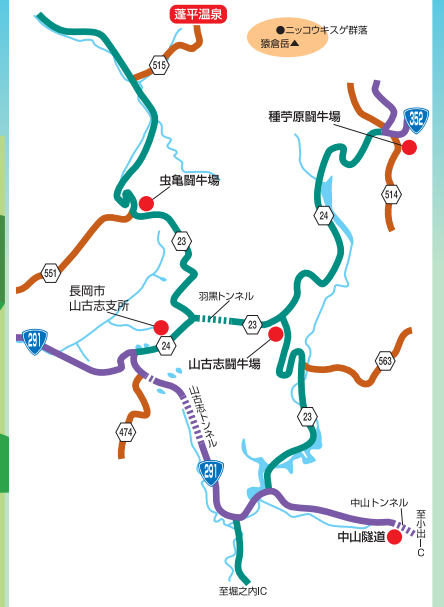 蓬平温泉
●ニッコウキスゲ群落
猿倉岳▲
515
種苧原闘牛場
352
虫亀闘牛場
514
24
23
551
長岡市
山古志支所
羽黒トンネル
23
291
24
山古志闘牛場
563
山古志トンネル
23
474
291
中山トンネル
至小出IC
中山隧道
至堀之内IC